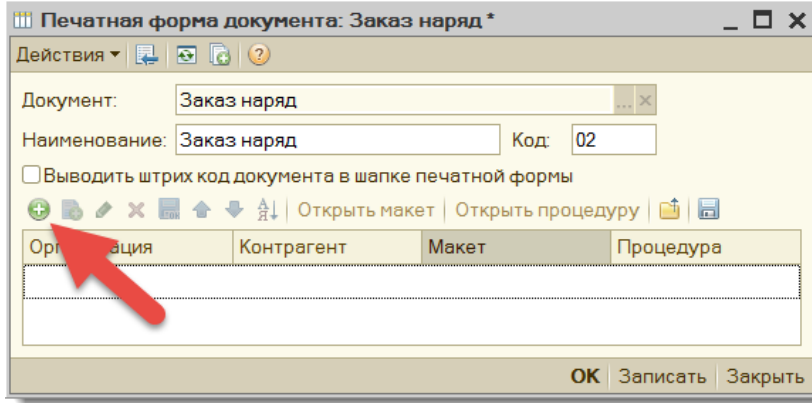 Печатная форма документа: Заказ наряд *
Действия
Документ: Заказ наряд ...
Наименование: Заказ наряд Код: 02
Выводить штрих код документа в шапке печатной формы
Открыть макет Открыть процедуру
Контрагент Макет Процедура
OK Записать Закрыть